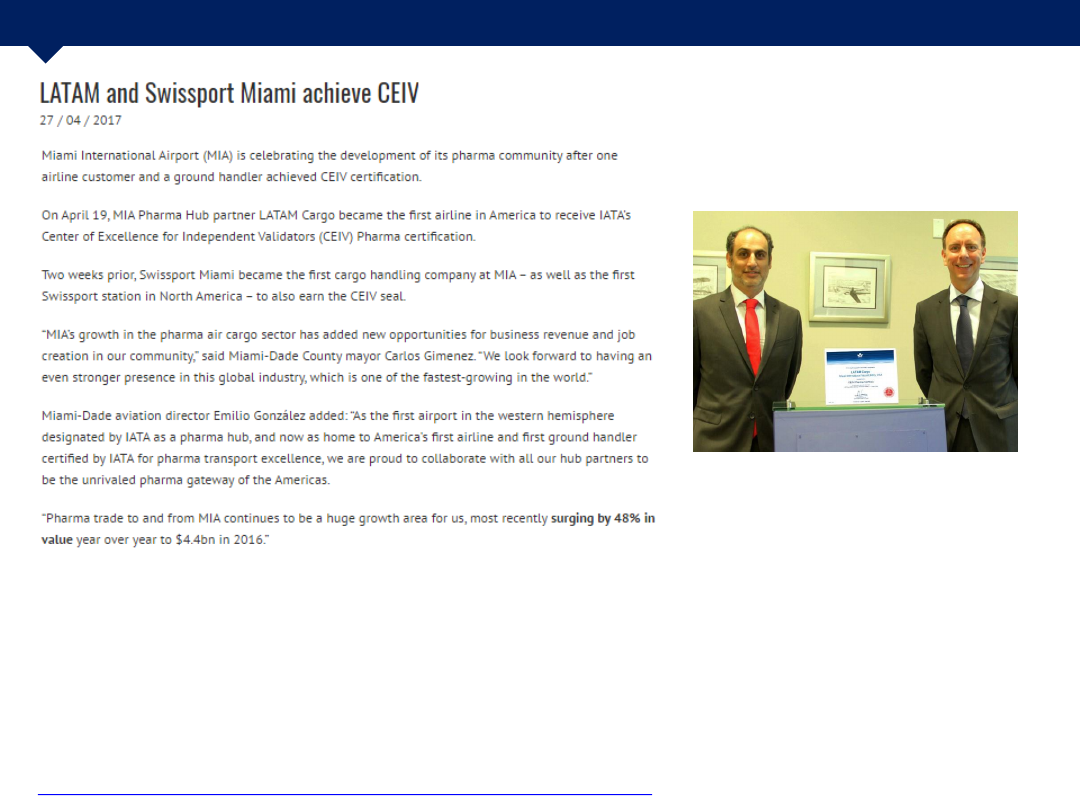 LATAM and Swissport Miami achieve CEIV
27 / 04 / 2017
Miami International Airport (MIA) is celebrating the development of its pharma community after one
airline customer and a ground handler achieved CEIV certification.
On April 19, MIA Pharma Hub partner LATAM Cargo became the first airline in America to receive IATA’s
Center of Excellence for Independent Validators (CEIV) Pharma certification.
Two weeks prior, Swissport Miami became the first cargo handling company at MIA – as well as the first
Swissport station in North America – to also earn the CEIV seal.
“MIA’s growth in the pharma air cargo sector has added new opportunities for business revenue and job
creation in our community,” said Miami-Dade County mayor Carlos Gimenez. “We look forward to having an
even stronger presence in this global industry, which is one of the fastest-growing in the world.”
Miami-Dade aviation director Emilio González added: “As the first airport in the western hemisphere
designated by IATA as a pharma hub, and now as home to America’s first airline and first ground handler
certified by IATA for pharma transport excellence, we are proud to collaborate with all our hub partners to
be the unrivaled pharma gateway of the Americas.
“Pharma trade to and from MIA continues to be a huge growth area for us, most recently surging by 48% in
value year over year to $4.4bn in 2016.”
LATAM Cargo